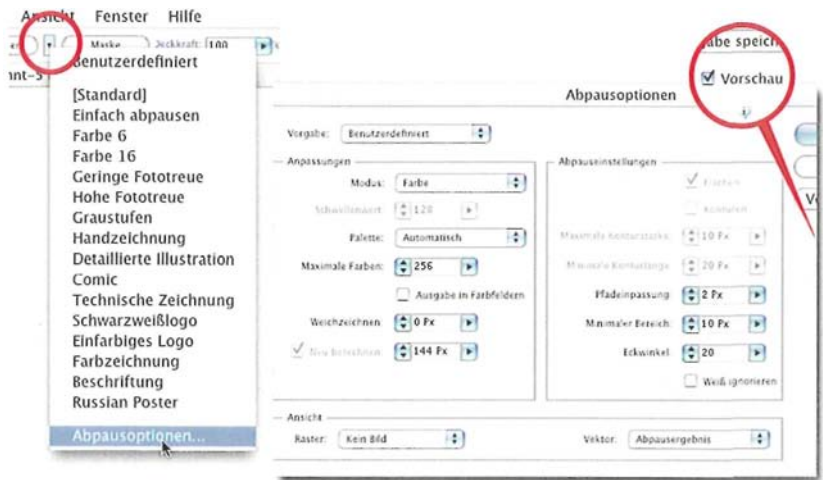 Ansicht Fenster Hilfe
Maske
Deckkraft: 100
nnt-5
Benutzerdefiniert
[Standard]
Einfach abpausen
Farbe 6
Farbe 16
Geringe Fototreue
Hohe Fototreue
Graustufen
Handzeichnung
Detaillierte Illustration
Comic
Technische Zeichnung
Schwarzweißlogo
Einfarbiges Logo
Farbzeichnung
Beschriftung
Russian Poster
Abpausoptionen...
abe speich
Vorschau
Abpausoptionen
Vorgabe: Benutzerdefiniert
Anpassungen
Modus: Farbe
Schwellenwert: 128
Palette: Automatisch
Maximale Farben: 256
Ausgabe in Farbfeldern
Weichzeichnen 0 Px
Neu berechnen 144 Px
Abpauseinstellungen
Flächen
Konturen
Maximale Konturstärke: 10 Px
Minimale Konturlänge: 20 Px
Pfadeinpassung 2 Px
Minimaler Bereich 10 Px
Eckwinkel 20
Weiß ignorieren
Ansicht
Raster: Kein Bild
Vektor: Abpausergebnis